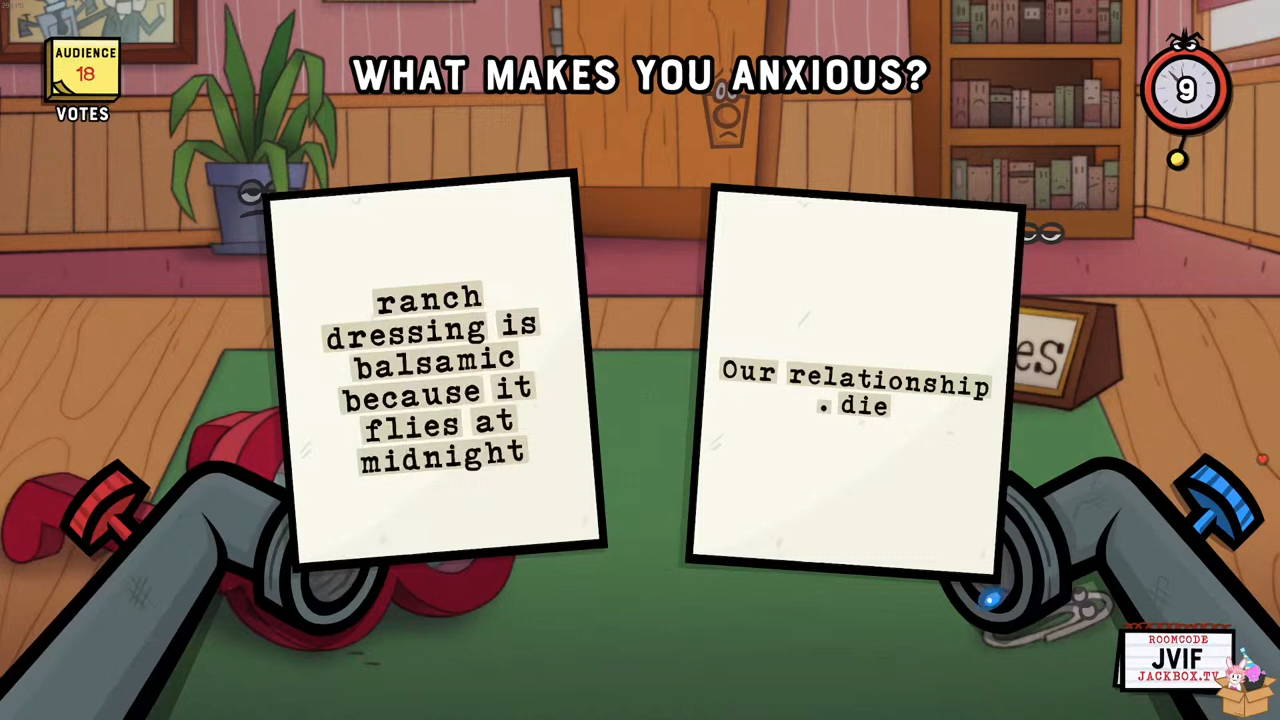 AUDIENCE
18
VOTES
WHAT MAKES YOU ANXIOUS?
9
ranch
dressing is
balsamic
because it
flies at
midnight
Our relationship
. die
es
ROOMCODE
JVIF
JACKBOX.TV